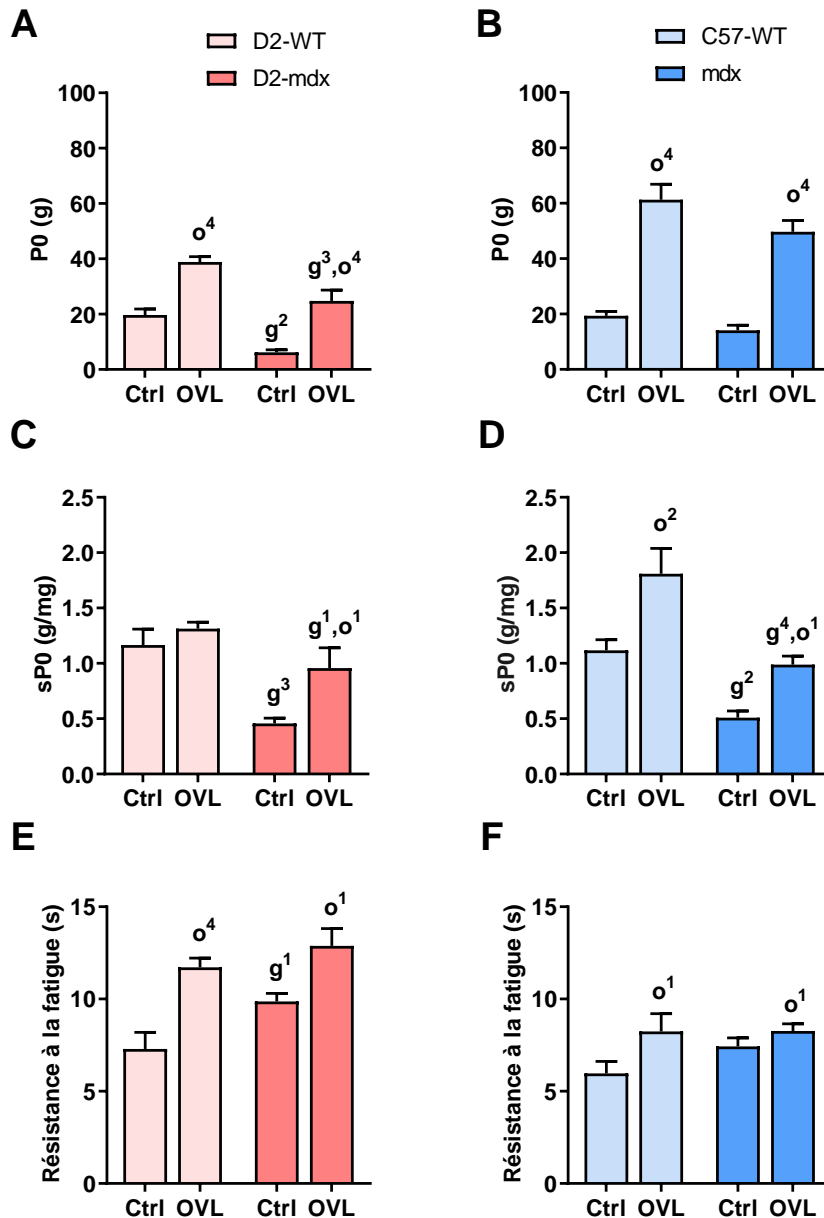 A
D2-WT
D2-mdx
100
80
60
40
20
0
P0 (g)
o⁴
g²
g³,o⁴
Ctrl OVL Ctrl OVL
B
C57-WT
mdx
100
80
60
40
20
0
P0 (g)
o⁴
o⁴
Ctrl OVL Ctrl OVL
C
2.5
2.0
1.5
1.0
0.5
0.0
sP0 (g/mg)
g³
g¹,o¹
Ctrl OVL Ctrl OVL
D
2.5
2.0
1.5
1.0
0.5
0.0
sP0 (g/mg)
o²
g²
g⁴,o¹
Ctrl OVL Ctrl OVL
E
15
10
5
0
Résistance à la fatigue (s)
o⁴
g¹
o¹
Ctrl OVL Ctrl OVL
F
15
10
5
0
Résistance à la fatigue (s)
o¹
o¹
Ctrl OVL Ctrl OVL